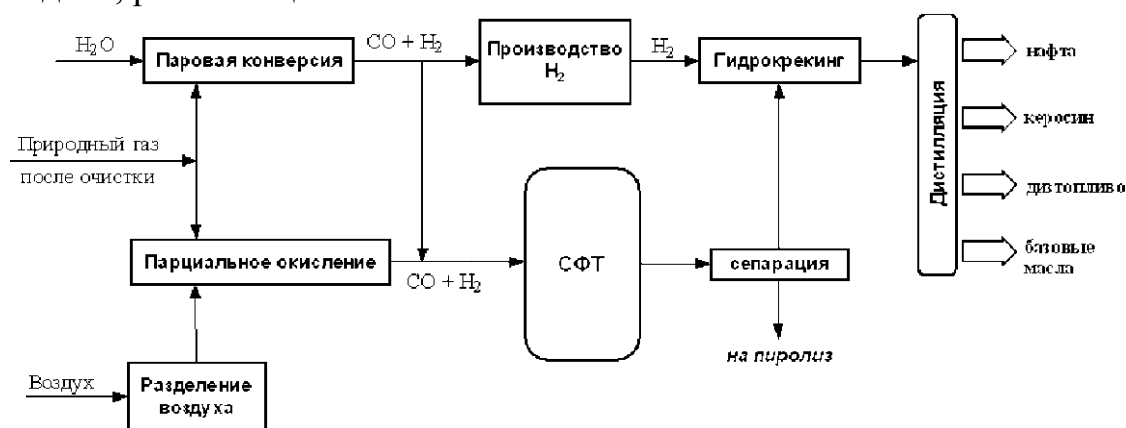 H₂O
Паровая конверсия
CO + H₂
Производство
H₂
H₂
Гидрокрекинг
Дистилляция
нафта
керосин
дизтопливо
базовые
масла
Природный газ
после очистки
Парциальное окисление
CO + H₂
СФТ
сепарация
на пиролиз
Воздух
Разделение
воздуха